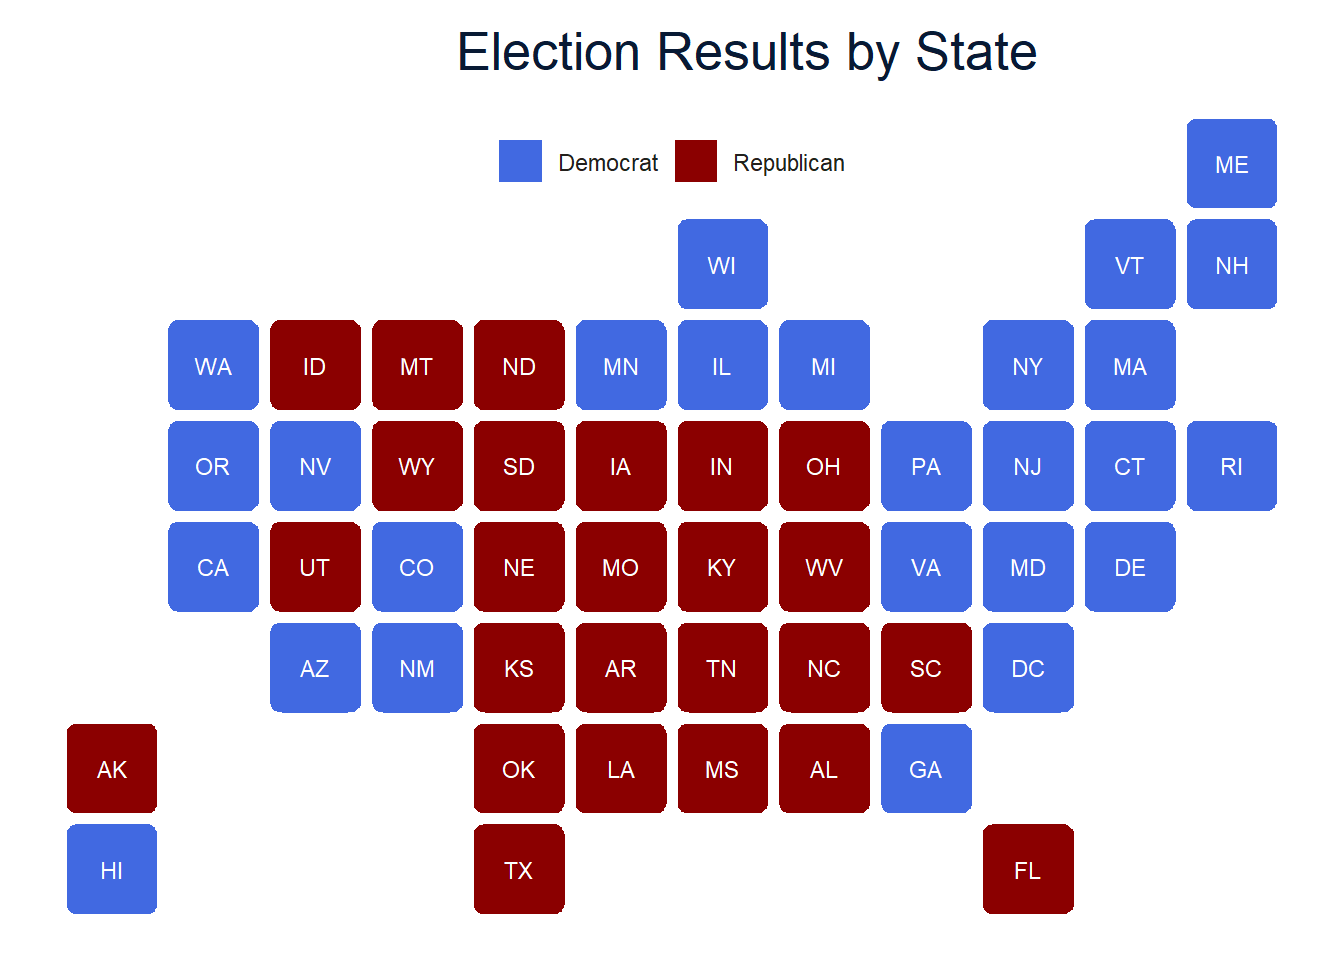 Election Results by State
Democrat Republican
ME
WI VT NH
WA ID MT ND MN IL MI NY MA
OR NV WY SD IA IN OH PA NJ CT RI
CA UT CO NE MO KY WV VA MD DE
AZ NM KS AR TN NC SC DC
AK OK LA MS AL GA
HI TX FL